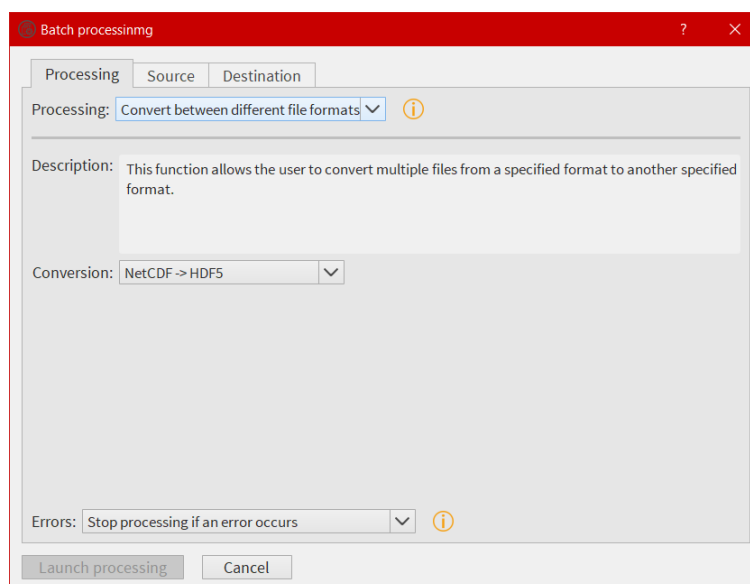 Batch processinmg ?
Processing Source Destination
Processing: Convert between different file formats
Description: This function allows the user to convert multiple files from a specified format to another specified
format.
Conversion: NetCDF -> HDF5
Errors: Stop processing if an error occurs
Launch processing Cancel